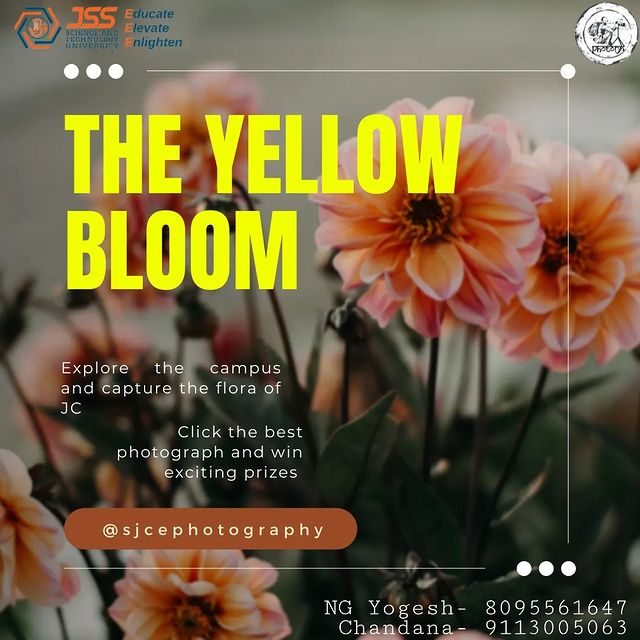 JSS
SCIENCE AND
TECHNOLOGY
UNIVERSITY
Educate
Elevate
Enlighten
THE YELLOW
BLOOM
Explore the campus
and capture the flora of
JC
Click the best
photograph and win
exciting prizes
@sjcephotography
NG Yogesh- 8095561647
Chandana- 9113005063